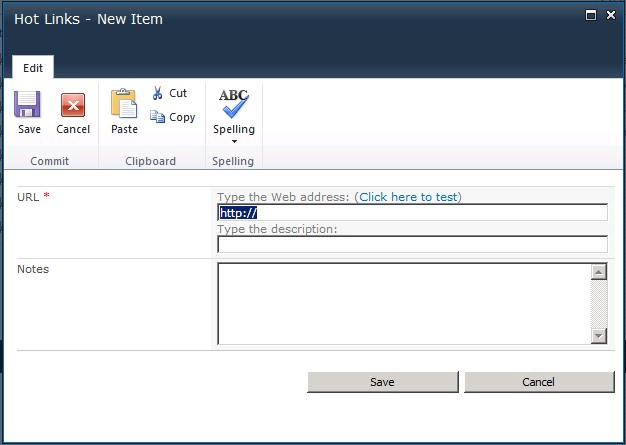 Hot Links - New Item
Edit
Save
Cancel
Paste
Cut
Copy
ABC
Spelling
Commit
Clipboard
Spelling
URL *
Type the Web address: (Click here to test)
http://
Type the description:
Notes
Save
Cancel